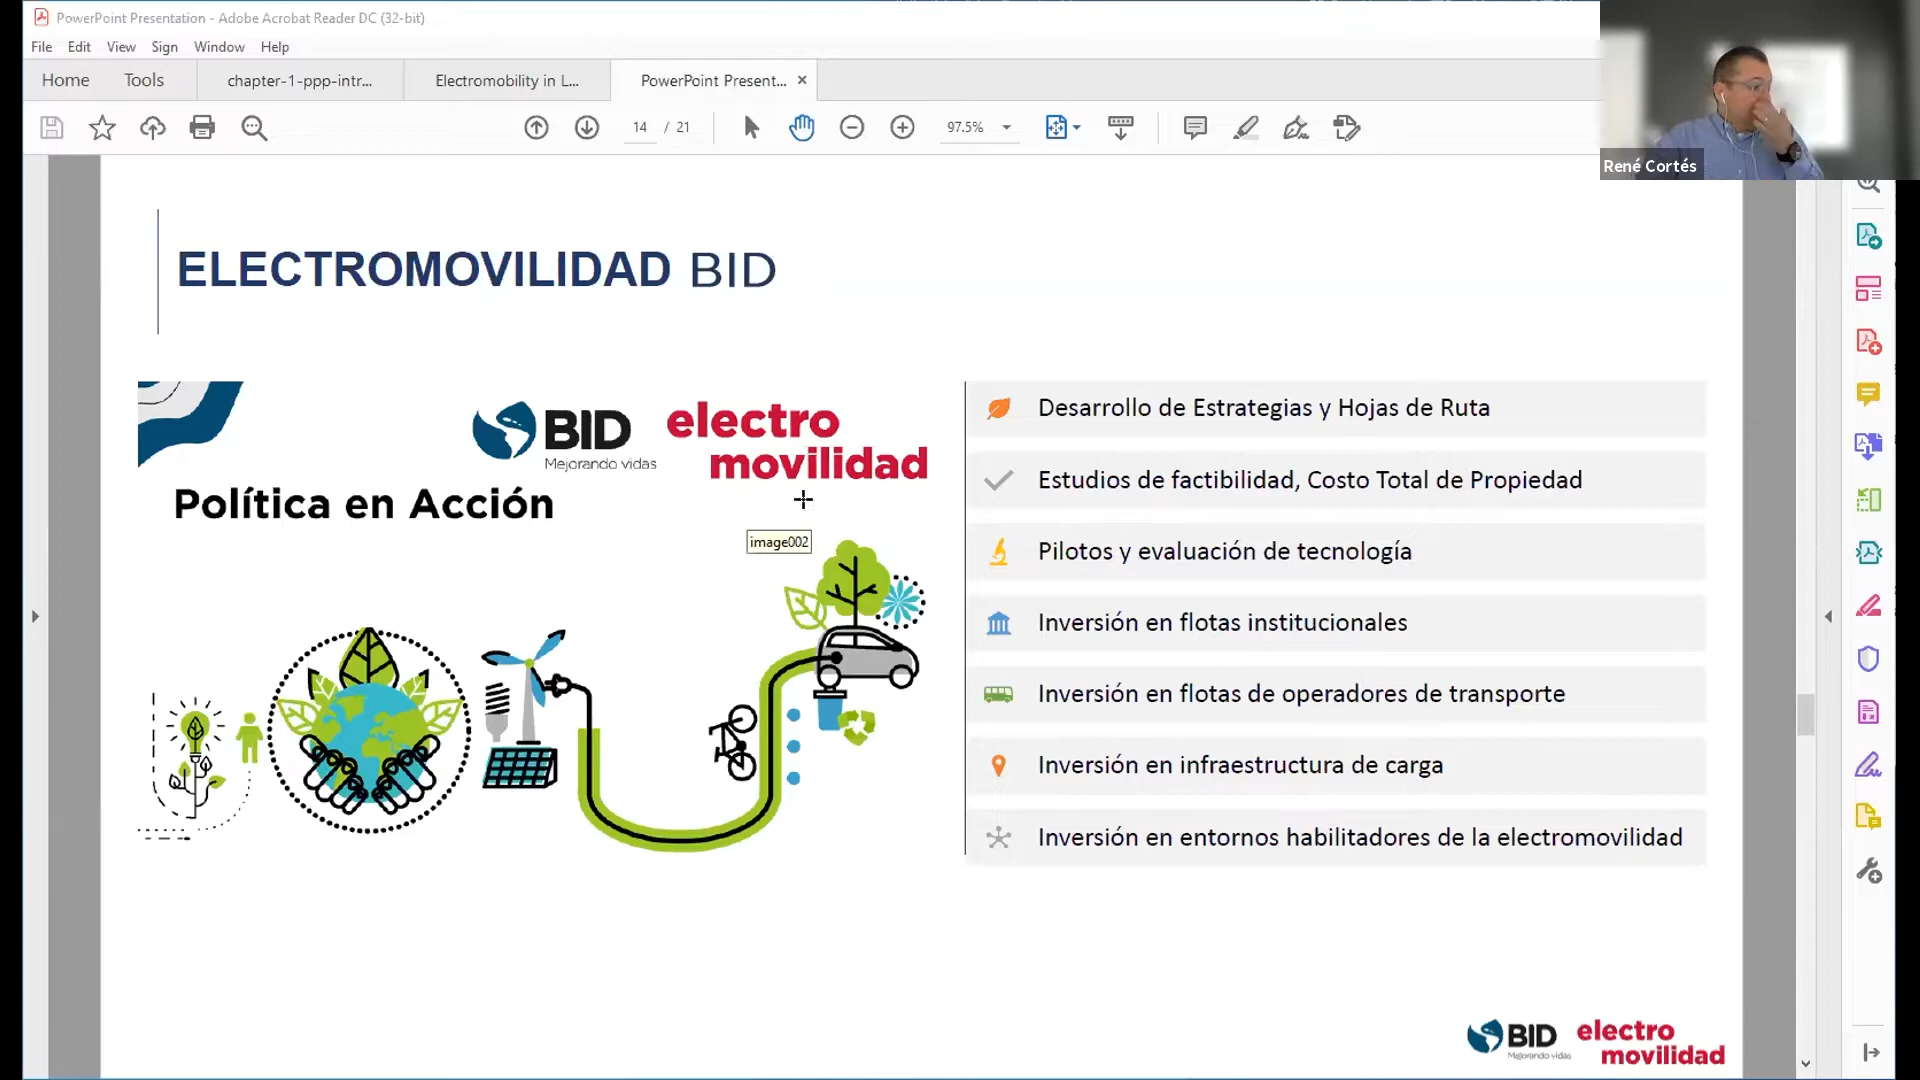 PowerPoint Presentation - Adobe Acrobat Reader DC (32-bit)
File Edit View Sign Window Help
Home Tools chapter-1-ppp-intr... Electromobility in L... PowerPoint Present... ×
14 / 21 97.5%
René Cortés
ELECTROMOVILIDAD BID
BID
Mejorando vidas
electro
movilidad
Política en Acción
image002
Desarrollo de Estrategias y Hojas de Ruta
Estudios de factibilidad, Costo Total de Propiedad
Pilotos y evaluación de tecnología
Inversión en flotas institucionales
Inversión en flotas de operadores de transporte
Inversión en infraestructura de carga
Inversión en entornos habilitadores de la electromovilidad
BID
Mejorando vidas
electro
movilidad